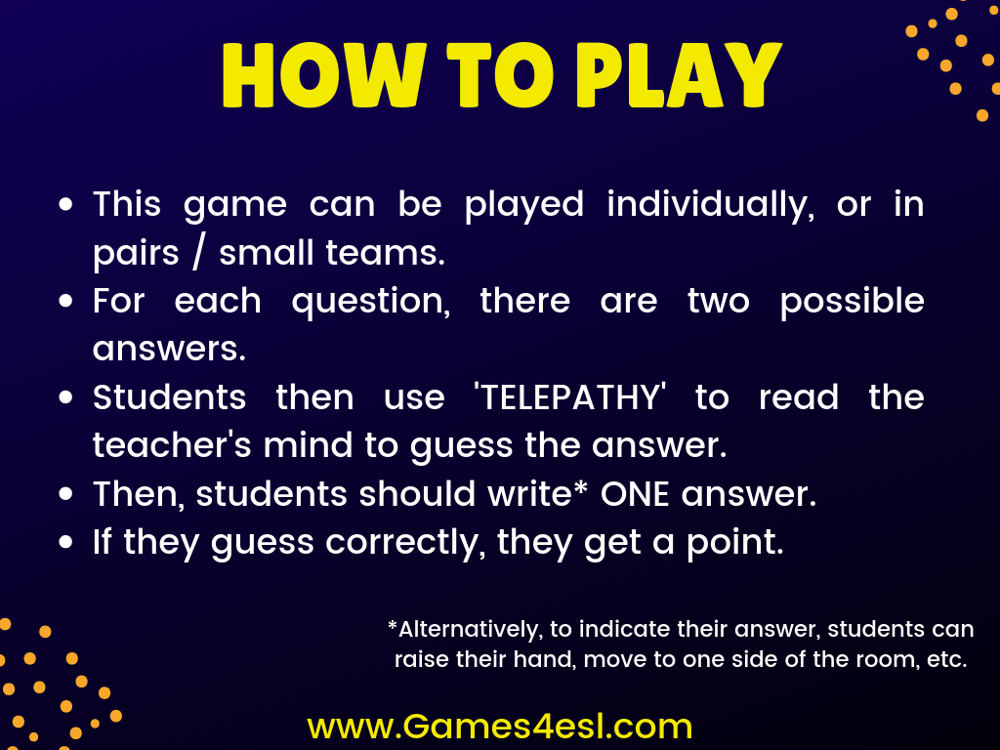 HOW TO PLAY
• This game can be played individually, or in
pairs / small teams.
• For each question, there are two possible
answers.
• Students then use 'TELEPATHY' to read the
teacher's mind to guess the answer.
• Then, students should write* ONE answer.
• If they guess correctly, they get a point.
*Alternatively, to indicate their answer, students can
raise their hand, move to one side of the room, etc.
www.Games4esl.com